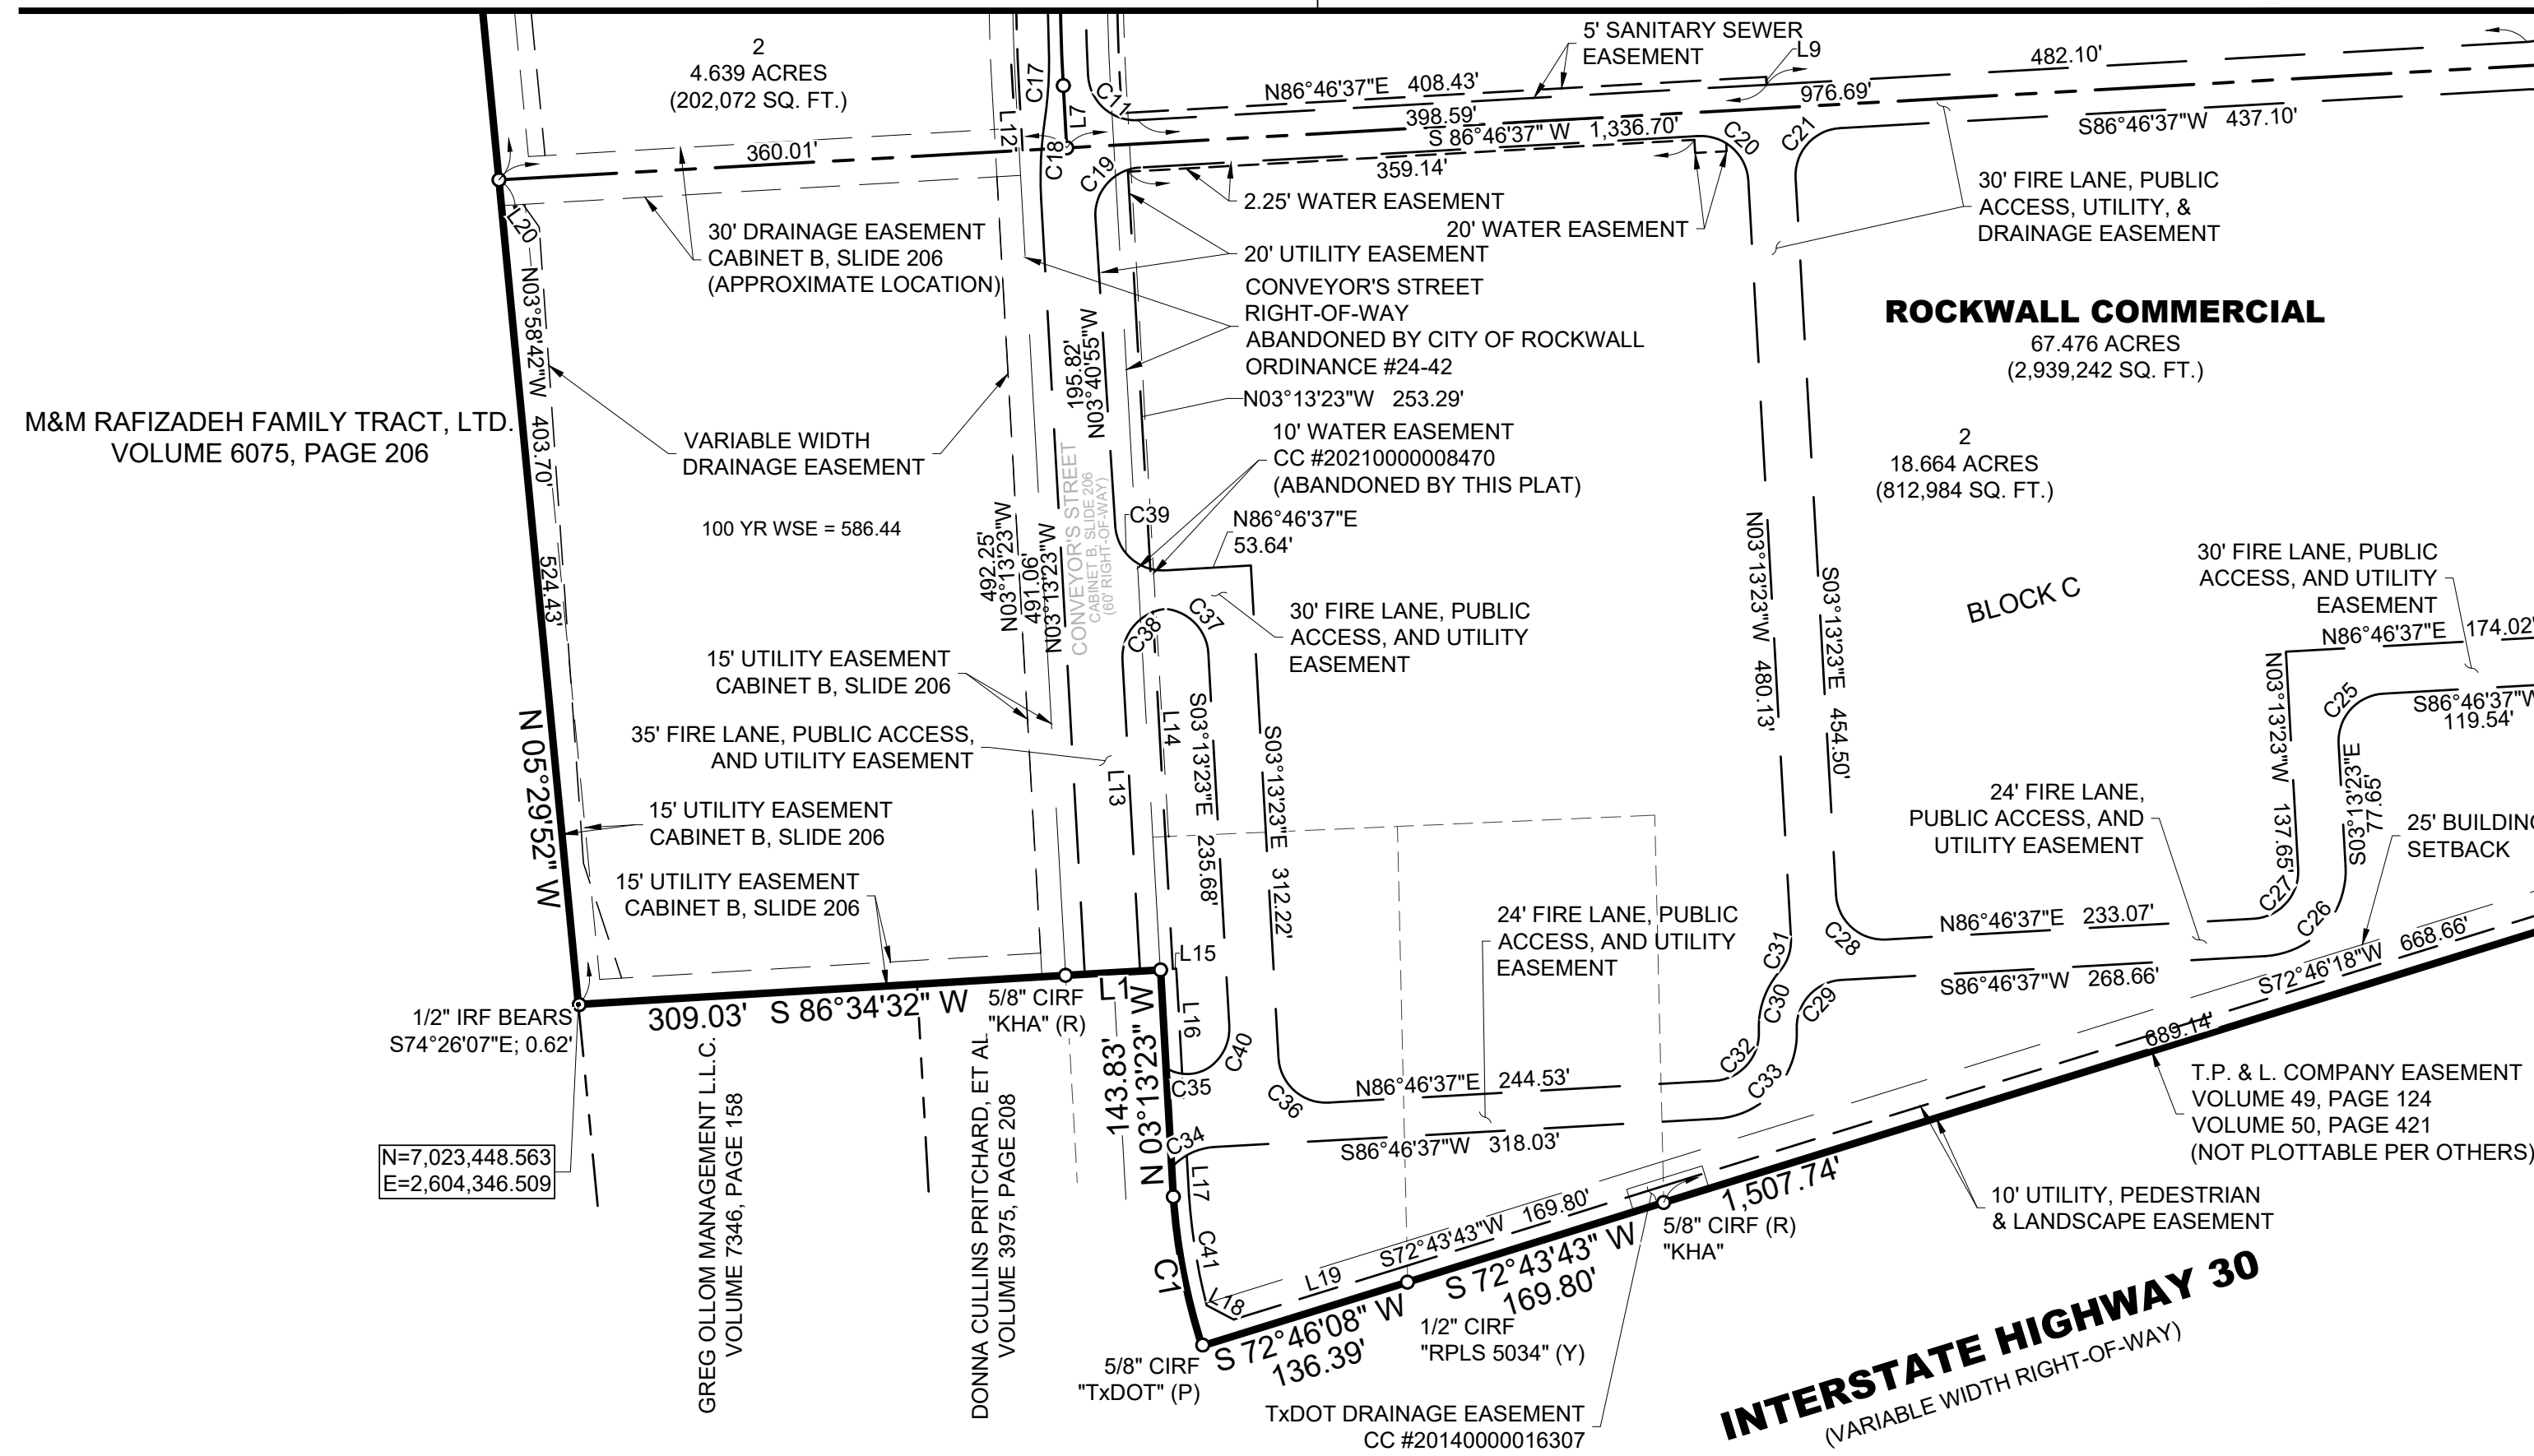 5' SANITARY SEWER
EASEMENT
L9
482.10'
2
4.639 ACRES
(202,072 SQ. FT.)
C17
C11
L7
N86°46'37"E 408.43'
976.69'
398.59'
S 86°46'37" W 1,336.70'
C20
C21
S86°46'37"W 437.10'
360.01'
L12
C18
C19
359.14'
2.25' WATER EASEMENT
20' WATER EASEMENT
30' FIRE LANE, PUBLIC
ACCESS, UTILITY, &
DRAINAGE EASEMENT
L20
30' DRAINAGE EASEMENT
CABINET B, SLIDE 206
(APPROXIMATE LOCATION)
20' UTILITY EASEMENT
CONVEYOR'S STREET
RIGHT-OF-WAY
ABANDONED BY CITY OF ROCKWALL
ORDINANCE #24-42
ROCKWALL COMMERCIAL
67.476 ACRES
(2,939,242 SQ. FT.)
N03°58'42"W 403.70'
195.82'
N03°40'55"W
N03°13'23"W 253.29'
M&M RAFIZADEH FAMILY TRACT, LTD.
VOLUME 6075, PAGE 206
VARIABLE WIDTH
DRAINAGE EASEMENT
10' WATER EASEMENT
CC #20210000008470
(ABANDONED BY THIS PLAT)
2
18.664 ACRES
(812,984 SQ. FT.)
100 YR WSE = 586.44
C39
N86°46'37"E
53.64'
492.25'
N03°13'23"W
491.06'
N03°13'23"W
CONVEYOR'S STREET
CABINET B, SLIDE 206
(60' RIGHT-OF-WAY)
524.43'
N03°13'23"W 480.13'
S03°13'23"E 454.50'
BLOCK C
30' FIRE LANE, PUBLIC
ACCESS, AND UTILITY
EASEMENT
N86°46'37"E 174.02'
C38
C37
30' FIRE LANE, PUBLIC
ACCESS, AND UTILITY
EASEMENT
15' UTILITY EASEMENT
CABINET B, SLIDE 206
N 05°29'52" W
35' FIRE LANE, PUBLIC ACCESS,
AND UTILITY EASEMENT
L13
L14
S03°13'23"E 235.68'
S03°13'23"E 312.22'
N03°13'23"W 137.65'
C25
S86°46'37"W
119.54'
S03°13'23"E
77.65'
25' BUILDING
SETBACK
15' UTILITY EASEMENT
CABINET B, SLIDE 206
24' FIRE LANE,
PUBLIC ACCESS, AND
UTILITY EASEMENT
15' UTILITY EASEMENT
CABINET B, SLIDE 206
24' FIRE LANE, PUBLIC
ACCESS, AND UTILITY
EASEMENT
C31
C28
N86°46'37"E 233.07'
C27
C26
S86°46'37"W 268.66'
S72°46'18"W 668.66'
L15
C30
C29
1/2" IRF BEARS
S74°26'07"E; 0.62'
309.03' S 86°34'32" W
5/8" CIRF
"KHA" (R)
L1
L16
C40
C35
C36
N86°46'37"E 244.53'
C32
C33
689.14'
T.P. & L. COMPANY EASEMENT
VOLUME 49, PAGE 124
VOLUME 50, PAGE 421
(NOT PLOTTABLE PER OTHERS)
143.83'
N 03°13'23" W
GREG OLLOM MANAGEMENT L.L.C.
VOLUME 7346, PAGE 158
DONNA CULLINS PRITCHARD, ET AL
VOLUME 3975, PAGE 208
N=7,023,448.563
E=2,604,346.509
C34
S86°46'37"W 318.03'
L17
C41
C1
L18
L19
S72°43'43"W 169.80'
1,507.74'
5/8" CIRF (R)
"KHA"
10' UTILITY, PEDESTRIAN
& LANDSCAPE EASEMENT
S 72°43'43" W
169.80'
S 72°46'08" W
136.39'
1/2" CIRF
"RPLS 5034" (Y)
5/8" CIRF
"TxDOT" (P)
TxDOT DRAINAGE EASEMENT
CC #20140000016307
INTERSTATE HIGHWAY 30
(VARIABLE WIDTH RIGHT-OF-WAY)